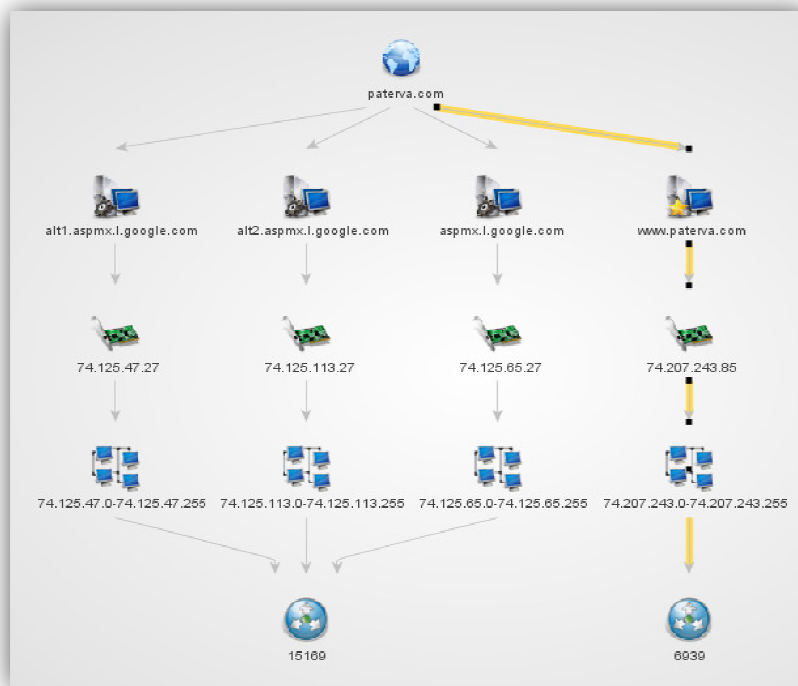 paterva.com
alt1.aspmx.l.google.com
alt2.aspmx.l.google.com
aspmx.l.google.com
www.paterva.com
74.125.47.27
74.125.113.27
74.125.65.27
74.207.243.85
74.125.47.0-74.125.47.255
74.125.113.0-74.125.113.255
74.125.65.0-74.125.65.255
74.207.243.0-74.207.243.255
15169
6939